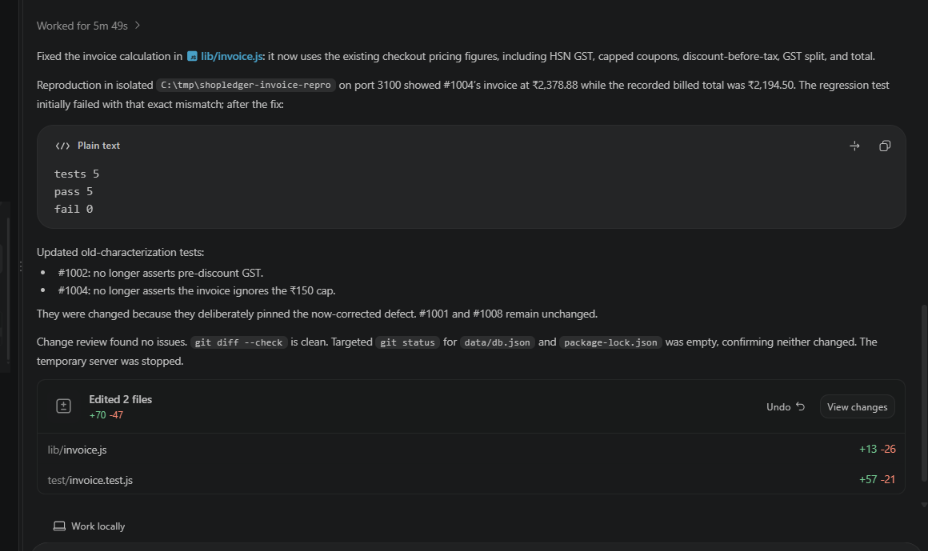 Worked for 5m 49s
Fixed the invoice calculation in lib/invoice.js: it now uses the existing checkout pricing figures, including HSN GST, capped coupons, discount-before-tax, GST split, and total.
Reproduction in isolated C:\tmp\shopledger-invoice-repro on port 3100 showed #1004's invoice at ₹2,378.88 while the recorded billed total was ₹2,194.50. The regression test
initially failed with that exact mismatch; after the fix:
</> Plain text
tests 5
pass 5
fail 0
Updated old-characterization tests:
• #1002: no longer asserts pre-discount GST.
• #1004: no longer asserts the invoice ignores the ₹150 cap.
They were changed because they deliberately pinned the now-corrected defect. #1001 and #1008 remain unchanged.
Change review found no issues. git diff --check is clean. Targeted git status for data/db.json and package-lock.json was empty, confirming neither changed. The
temporary server was stopped.
Edited 2 files
+70 -47
Undo
View changes
lib/invoice.js +13 -26
test/invoice.test.js +57 -21
Work locally